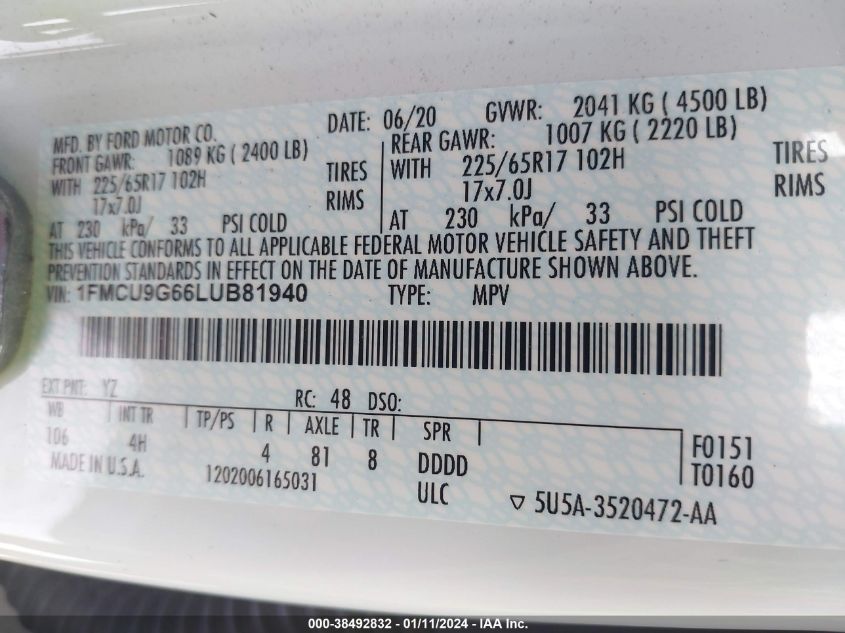 MFD. BY FORD MOTOR CO.
DATE: 06/20 GVWR: 2041 KG ( 4500 LB)
FRONT GAWR: 1089 KG ( 2400 LB)
REAR GAWR: 1007 KG ( 2220 LB)
WITH 225/65R17 102H TIRES
WITH 225/65R17 102H TIRES
17x7.0J RIMS
17x7.0J RIMS
AT 230 kPa/ 33 PSI COLD
AT 230 kPa/ 33 PSI COLD
THIS VEHICLE CONFORMS TO ALL APPLICABLE FEDERAL MOTOR VEHICLE SAFETY AND THEFT
PREVENTION STANDARDS IN EFFECT ON THE DATE OF MANUFACTURE SHOWN ABOVE.
VIN: 1FMCU9G66LUB81940 TYPE: MPV
EXT PNT: YZ RC: 48 DSO:
WB INT TR TP/PS R AXLE TR SPR
106 4H 4 81 8 DDDD
F0151
T0160
MADE IN U.S.A. 1202006165031 ULC
5U5A-3520472-AA
000-38492832 - 01/11/2024 - IAA Inc.